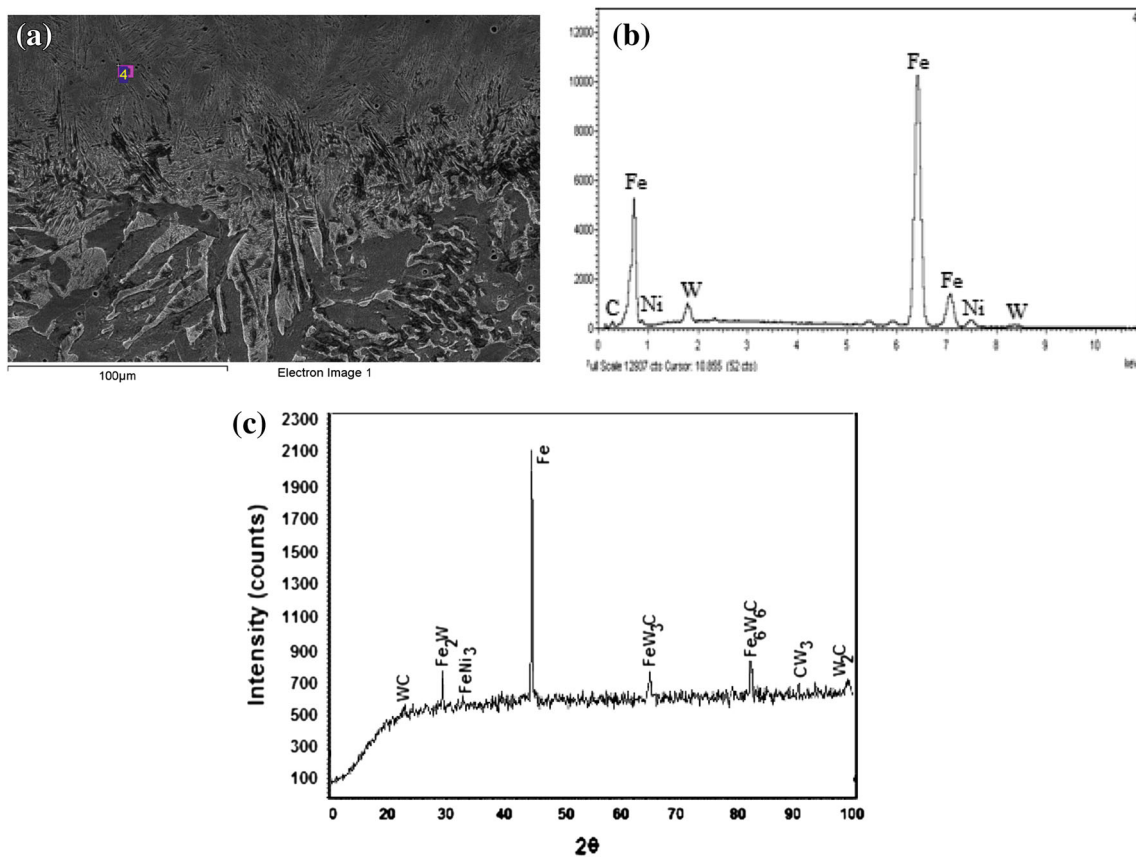 (a)
4
100µm
Electron Image 1
(b)
12000
10000
8000
6000
4000
2000
0
Fe
Fe
C
Ni
W
Fe
Ni
W
0 1 2 3 4 5 6 7 8 9 10
Full Scale 12937 cts Cursor: 10.855 (52 cts)
keV
(c)
Intensity (counts)
2300
2100
1900
1700
1500
1300
1100
900
700
500
300
100
WC
Fe2W
FeNi3
Fe
FeW3C
Fe6W6C
CW3
W2C
0 10 20 30 40 50 60 70 80 90 100
2θ